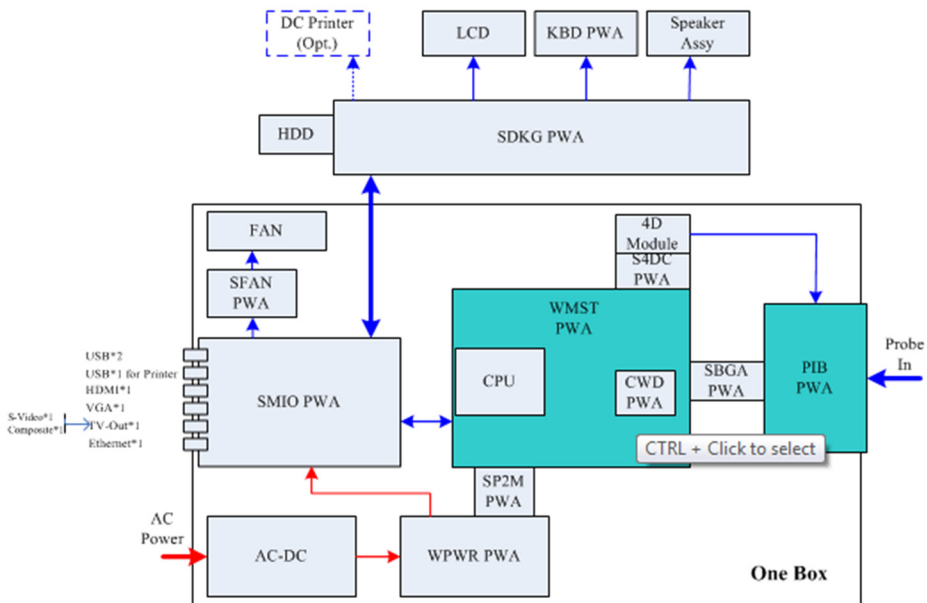 DC Printer
(Opt.)
LCD
KBD PWA
Speaker
Assy
HDD
SDKG PWA
FAN
SFAN
PWA
4D
Module
S4DC
PWA
WMST
PWA
CPU
CWD
PWA
SBGA
PWA
PIB
PWA
Probe
In
USB*2
USB*1 for Printer
HDMI*1
VGA*1
S-Video*1
Composite*1
TV-Out*1
Ethernet*1
SMIO PWA
CTRL + Click to select
SP2M
PWA
AC
Power
AC-DC
WPWR PWA
One Box